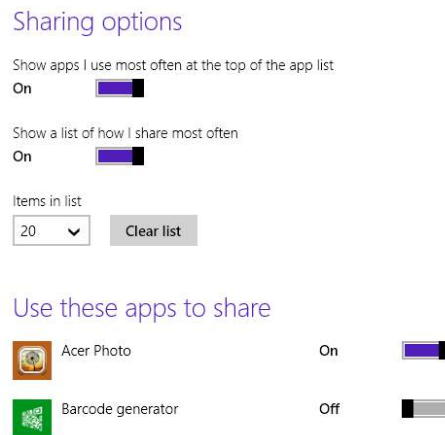 Sharing options
Show apps I use most often at the top of the app list
On
Show a list of how I share most often
On
Items in list
20 Clear list
Use these apps to share
Acer Photo On
Barcode generator Off